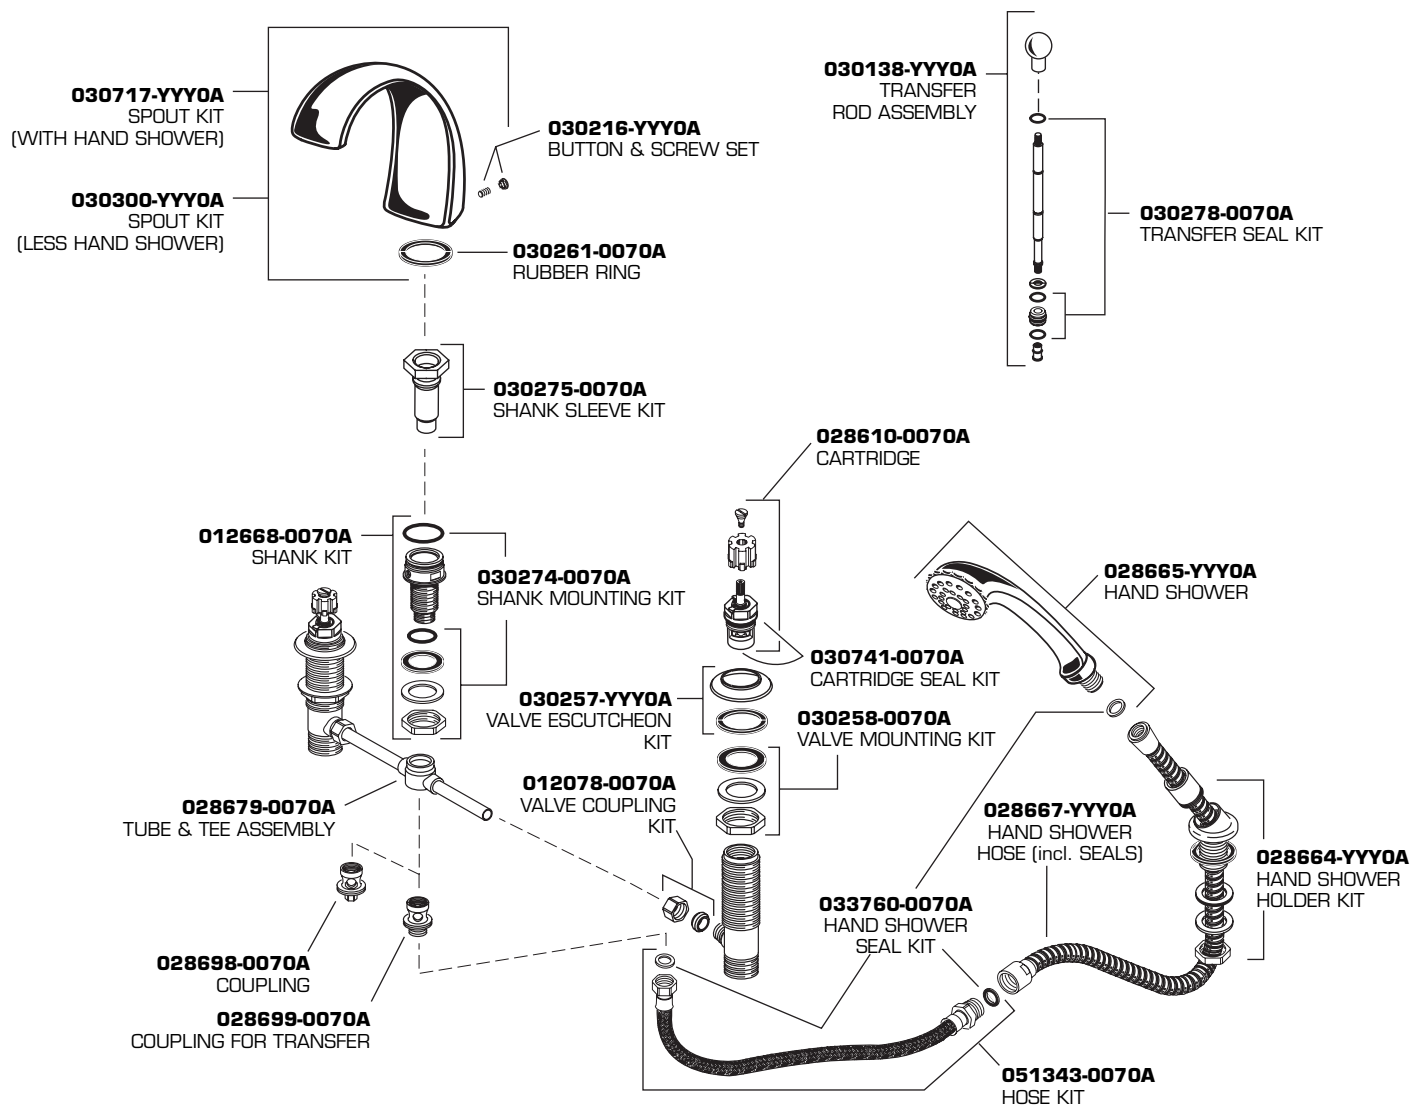 030717-YYY0A
SPOUT KIT
(WITH HAND SHOWER)
030300-YYY0A
SPOUT KIT
(LESS HAND SHOWER)
030216-YYY0A
BUTTON & SCREW SET
030261-0070A
RUBBER RING
030138-YYY0A
TRANSFER
ROD ASSEMBLY
030278-0070A
TRANSFER SEAL KIT
030275-0070A
SHANK SLEEVE KIT
028610-0070A
CARTRIDGE
012668-0070A
SHANK KIT
030274-0070A
SHANK MOUNTING KIT
028665-YYY0A
HAND SHOWER
030741-0070A
CARTRIDGE SEAL KIT
030257-YYY0A
VALVE ESCUTCHEON
KIT
030258-0070A
VALVE MOUNTING KIT
012078-0070A
VALVE COUPLING
KIT
028679-0070A
TUBE & TEE ASSEMBLY
028667-YYY0A
HAND SHOWER
HOSE (incl. SEALS)
028664-YYY0A
HAND SHOWER
HOLDER KIT
033760-0070A
HAND SHOWER
SEAL KIT
028698-0070A
COUPLING
028699-0070A
COUPLING FOR TRANSFER
051343-0070A
HOSE KIT